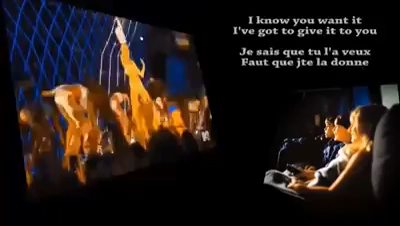 I know you want it
I've got to give it to you
Je sais que tu l'a veux
Faut que jte la donne